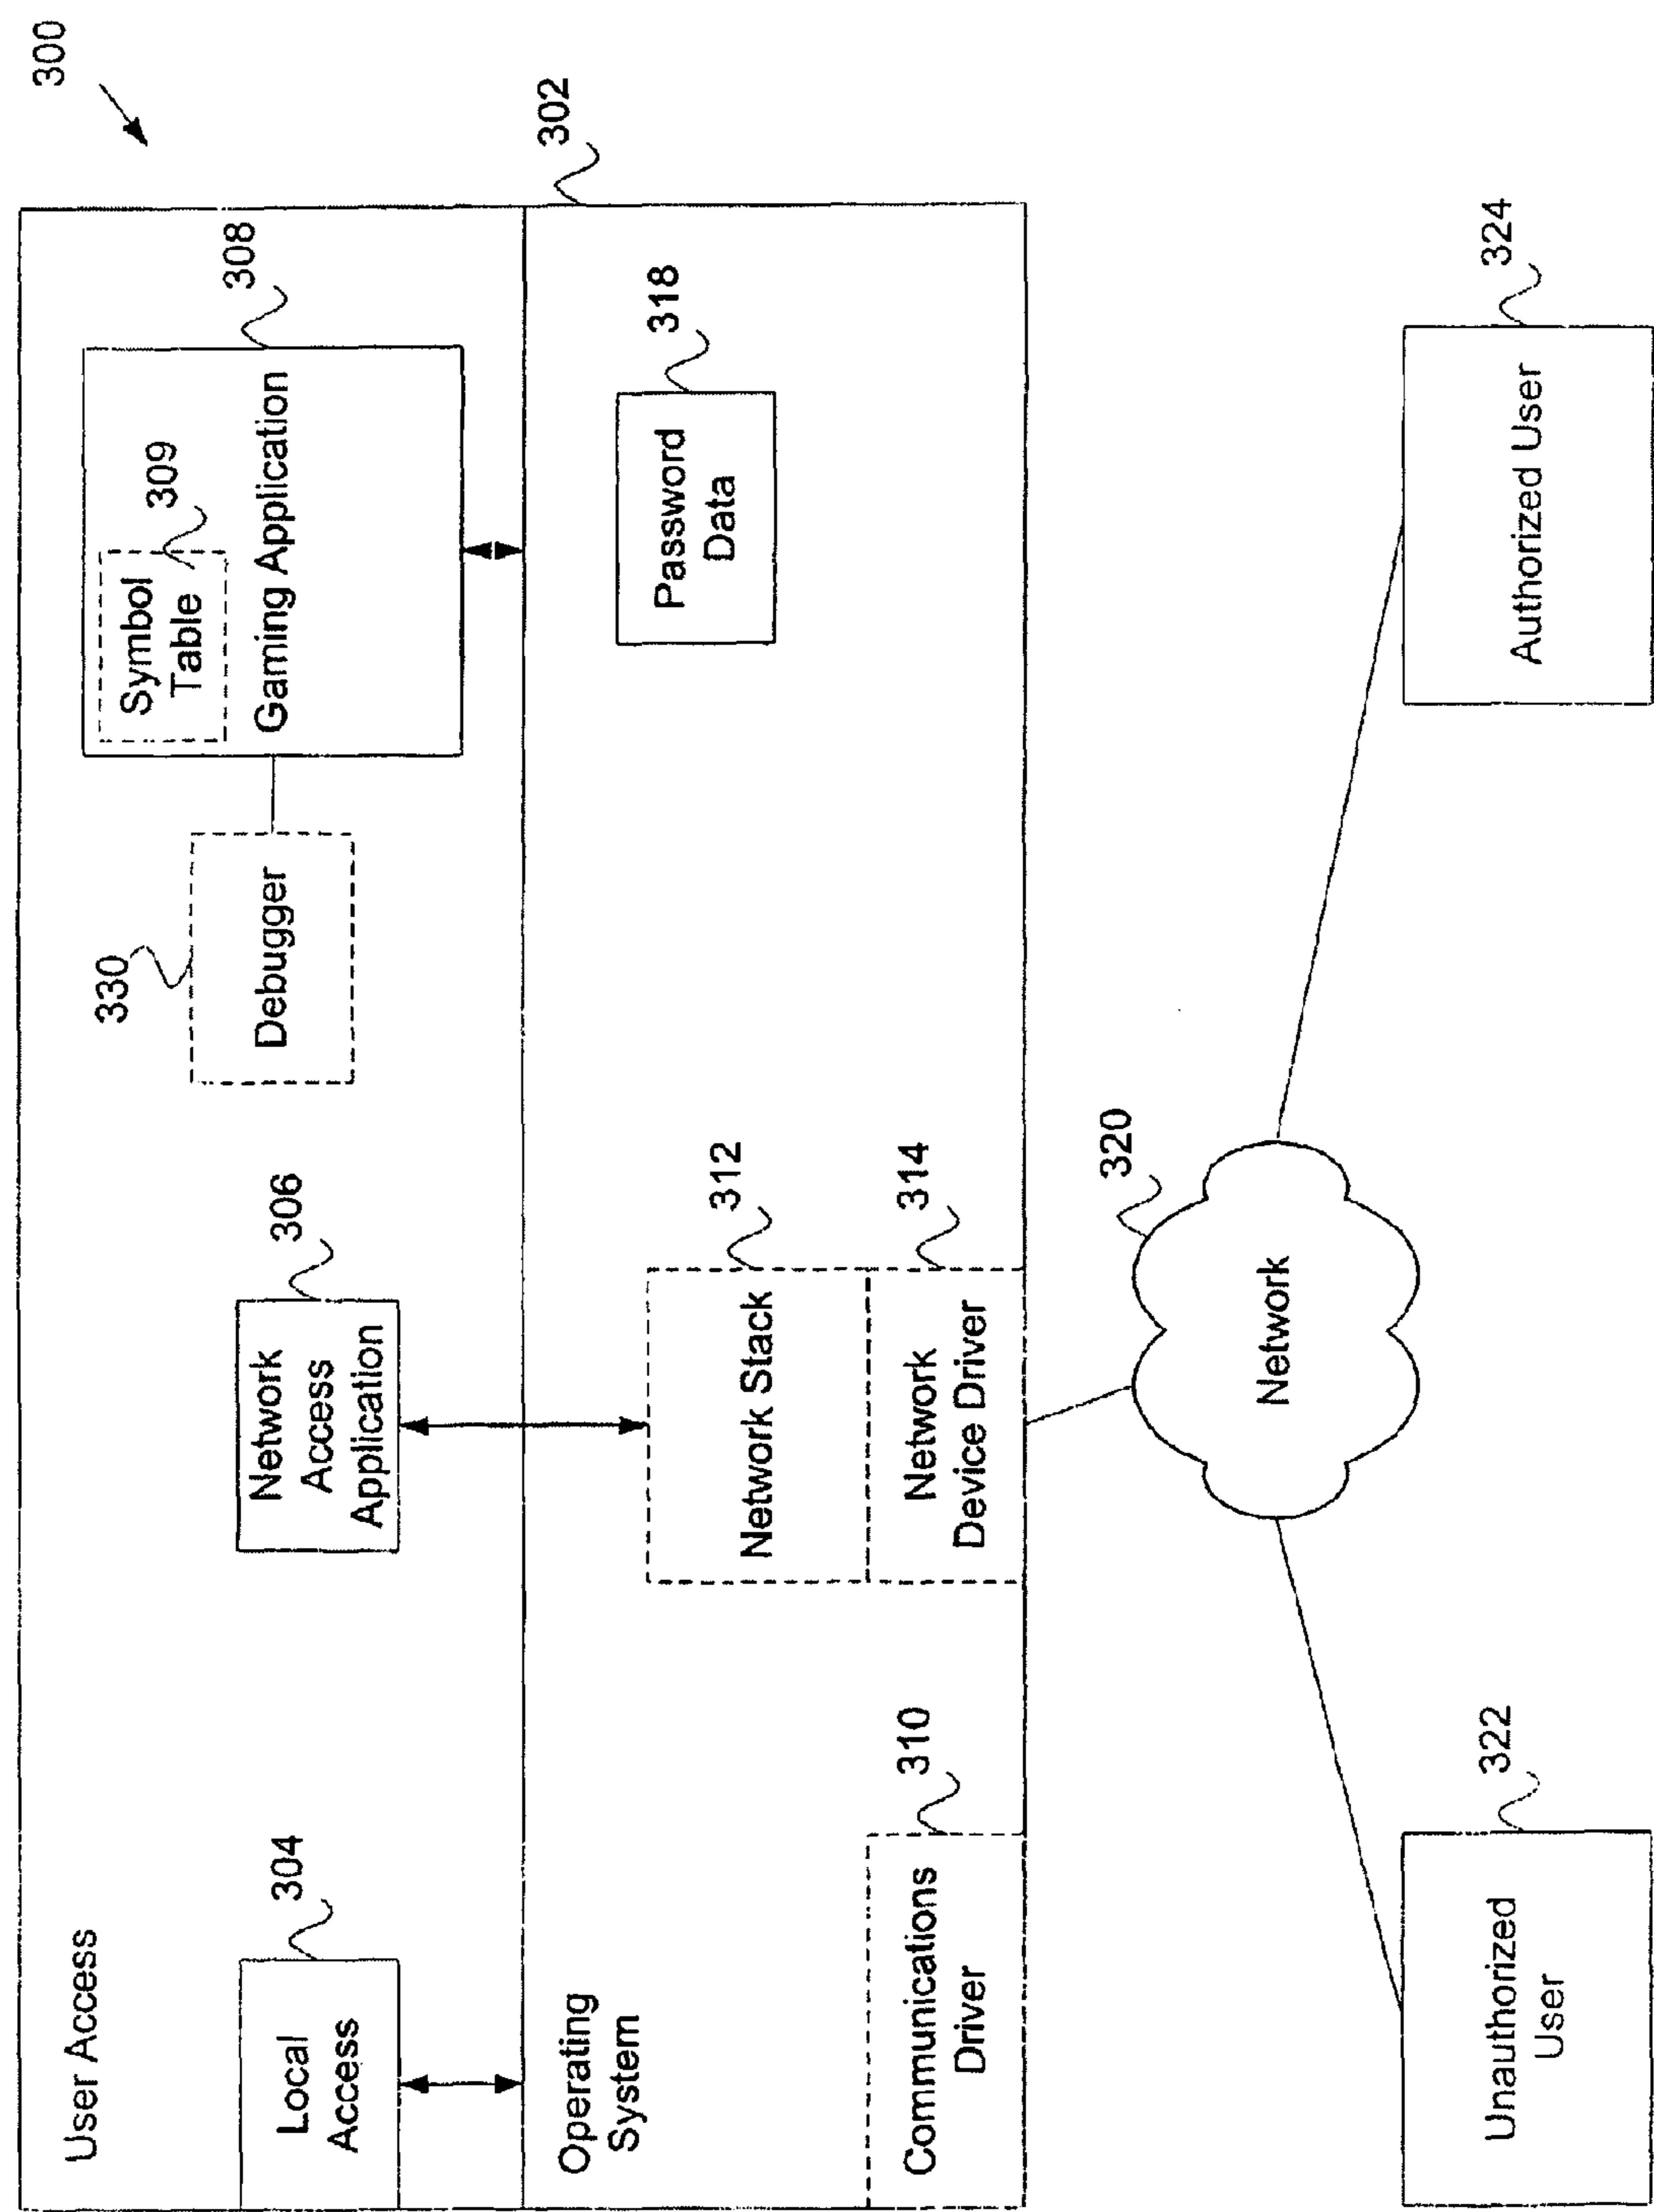 300
302
User Access
304
Local
Access
306
Network
Access
Application
330
Debugger
308
309
Symbol
Table
Gaming Application
Operating
System
310
Communications
Driver
312
Network Stack
314
Network
Device Driver
318
Password
Data
320
Network
322
Unauthorized
User
324
Authorized User